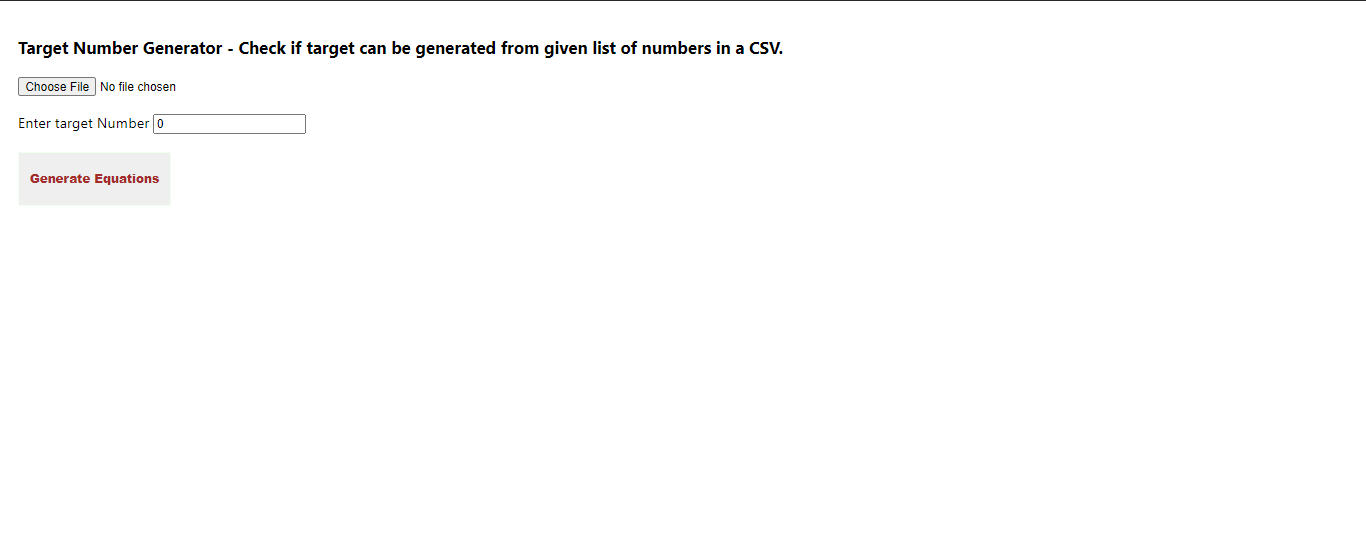 Target Number Generator - Check if target can be generated from given list of numbers in a CSV.
Choose File No file chosen
Enter target Number 0
Generate Equations